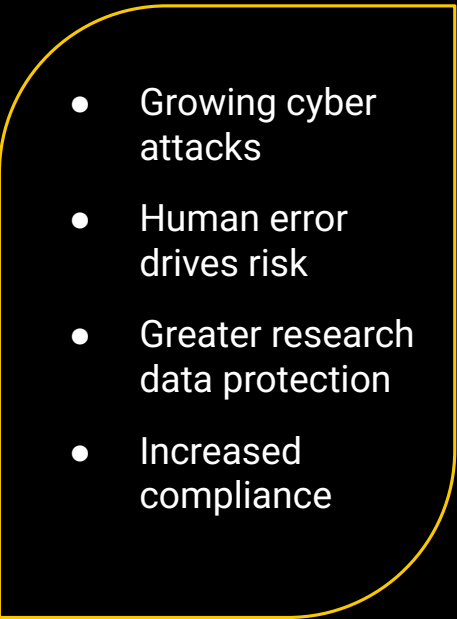 ● Growing cyber
attacks
● Human error
drives risk
● Greater research
data protection
● Increased
compliance